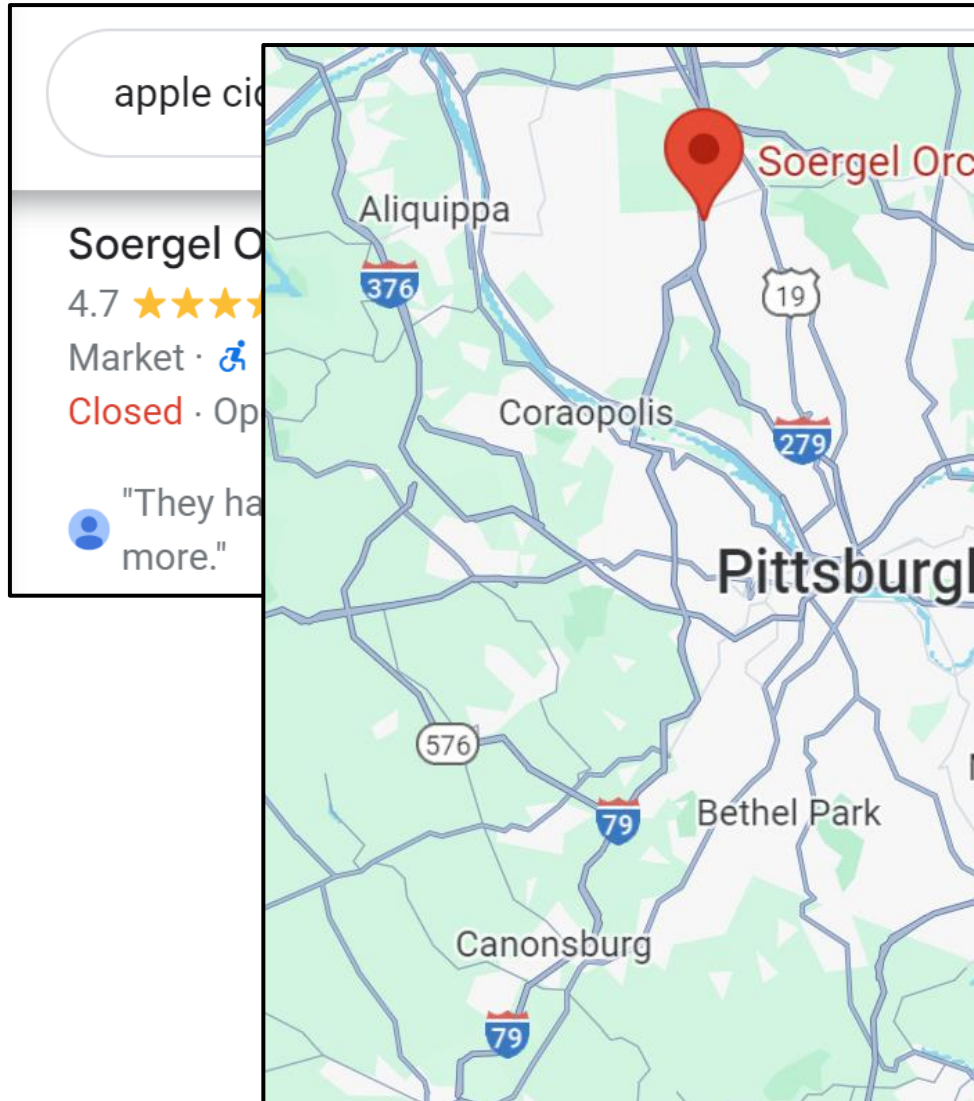 apple cid
Soergel O
4.7
Market ·
Closed · Op
"They ha
more."
Soergel Orc
Aliquippa
376
19
Coraopolis
279
Pittsburgh
576
79
Bethel Park
Canonsburg
79